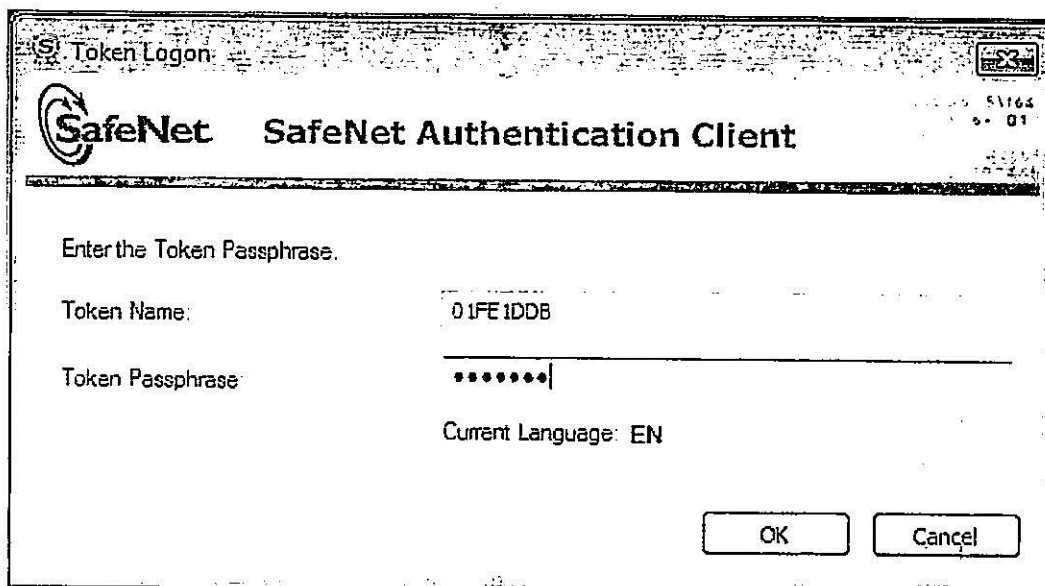 Token Logon
SafeNet SafeNet Authentication Client
Enter the Token Passphrase.
Token Name: 01FE1DDB
Token Passphrase •••••••
Current Language: EN
OK Cancel